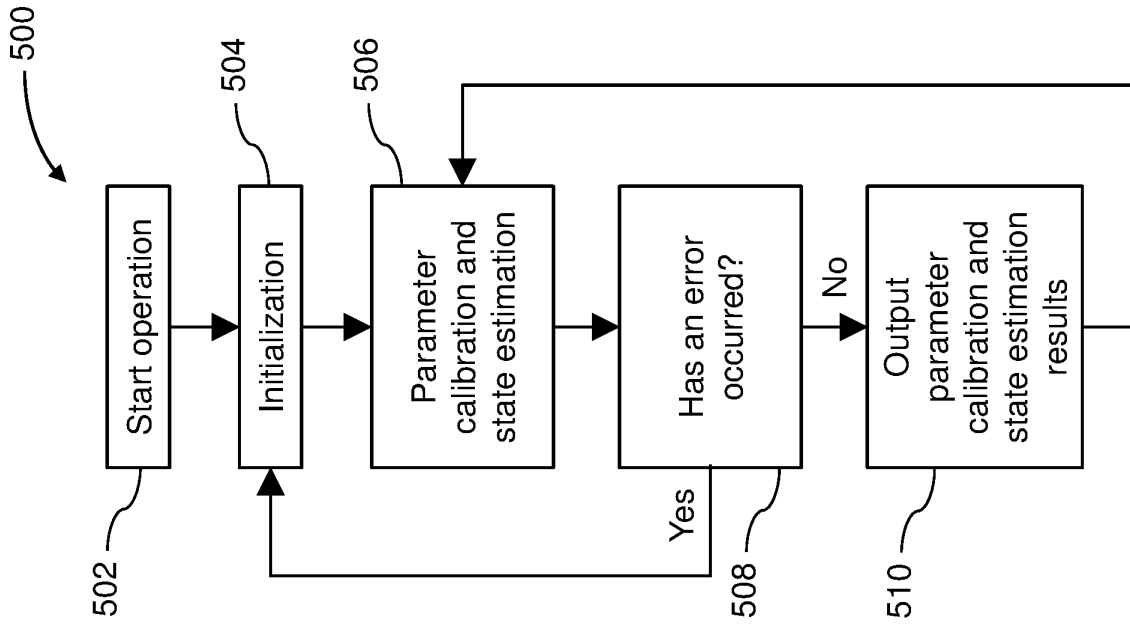 500
502
Start operation
504
Initialization
506
Parameter
calibration and
state estimation
508
Has an error
occurred?
Yes
No
510
Output
parameter
calibration and
state estimation
results